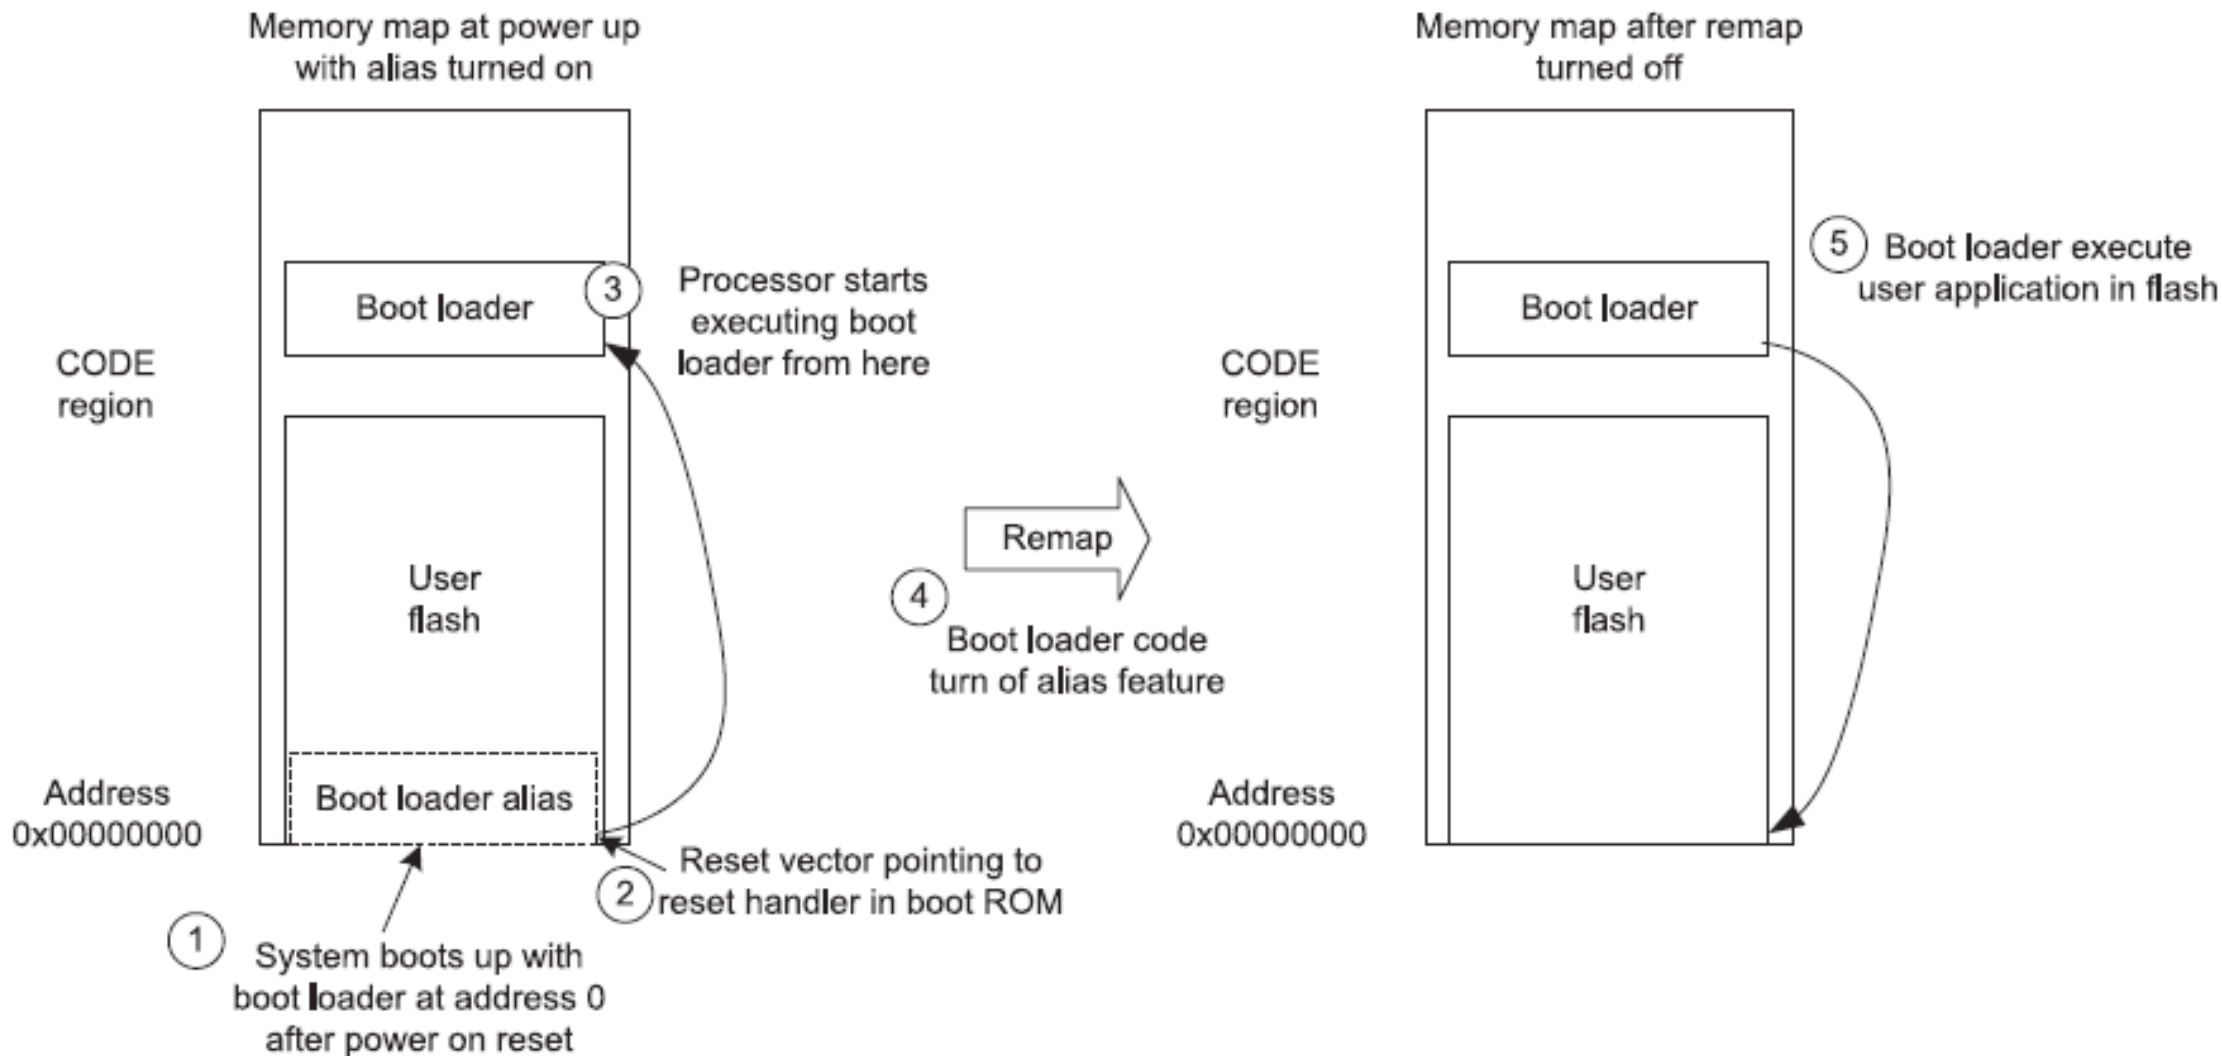 Memory map at power up
with alias turned on
Boot loader
3
Processor starts
executing boot
loader from here
CODE
region
User
flash
Boot loader alias
Address
0x00000000
2
Reset vector pointing to
reset handler in boot ROM
1
System boots up with
boot loader at address 0
after power on reset
Remap
4
Boot loader code
turn of alias feature
Memory map after remap
turned off
5
Boot loader execute
user application in flash
Boot loader
CODE
region
User
flash
Address
0x00000000